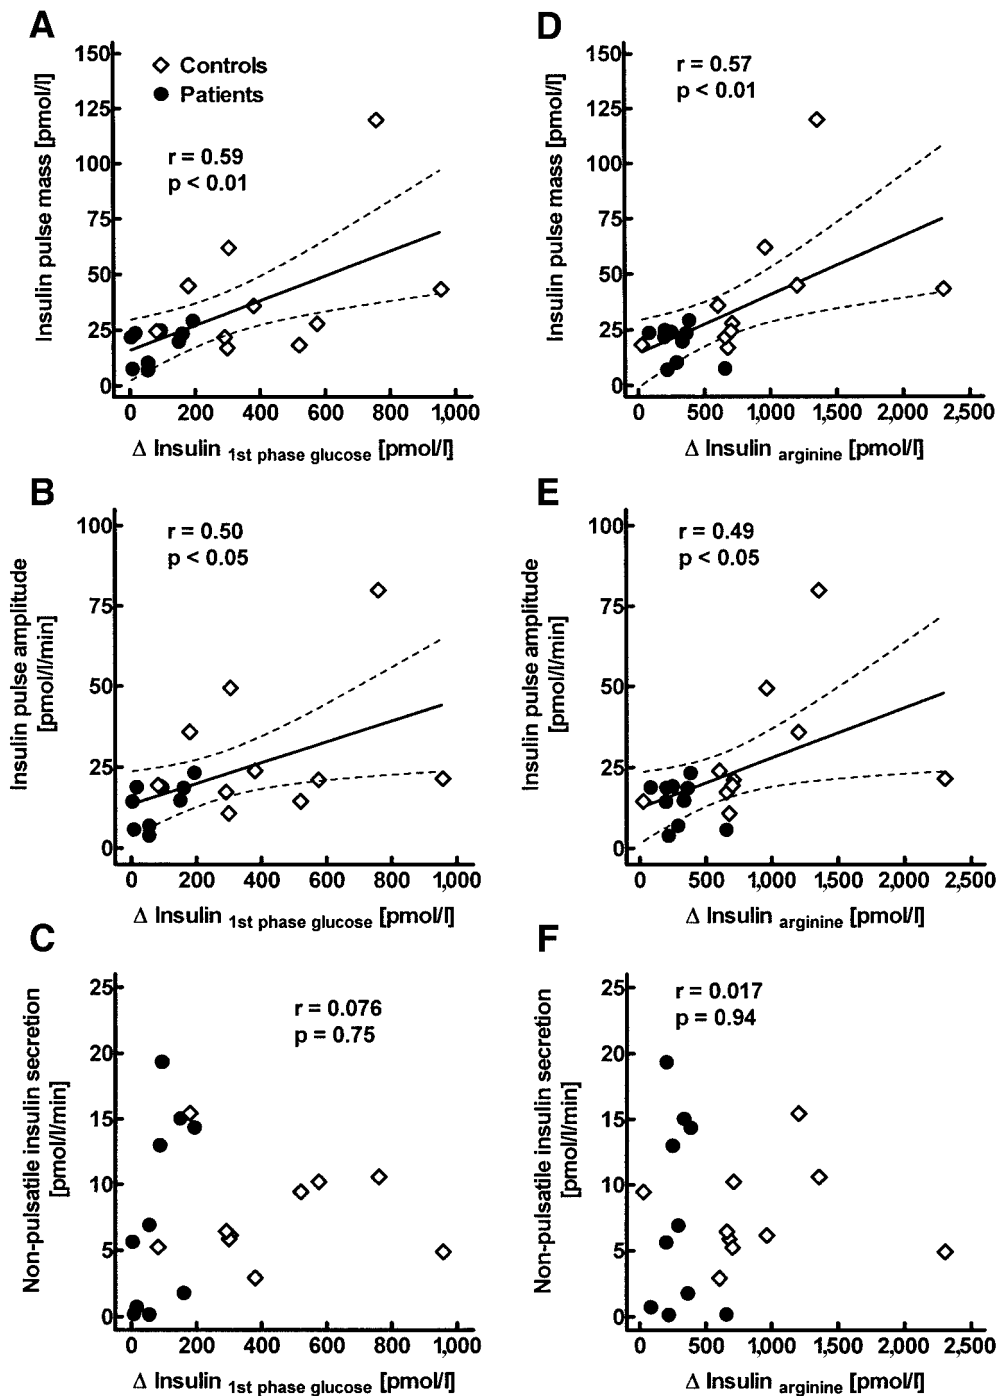 A
150
125
100
75
50
25
0
Insulin pulse mass [pmol/l]
Controls
Patients
r = 0.59
p < 0.01
0 200 400 600 800 1,000
Δ Insulin 1st phase glucose [pmol/l]
D
150
125
100
75
50
25
0
Insulin pulse mass [pmol/l]
r = 0.57
p < 0.01
0 500 1,000 1,500 2,000 2,500
Δ Insulin arginine [pmol/l]
B
100
75
50
25
0
Insulin pulse amplitude
[pmol/l/min]
r = 0.50
p < 0.05
0 200 400 600 800 1,000
Δ Insulin 1st phase glucose [pmol/l]
E
100
75
50
25
0
Insulin pulse amplitude
[pmol/l/min]
r = 0.49
p < 0.05
0 500 1,000 1,500 2,000 2,500
Δ Insulin arginine [pmol/l]
C
25
20
15
10
5
0
Non-pulsatile insulin secretion
[pmol/l/min]
r = 0.076
p = 0.75
0 200 400 600 800 1,000
Δ Insulin 1st phase glucose [pmol/l]
F
25
20
15
10
5
0
Non-pulsatile insulin secretion
[pmol/l/min]
r = 0.017
p = 0.94
0 500 1,000 1,500 2,000 2,500
Δ Insulin arginine [pmol/l]